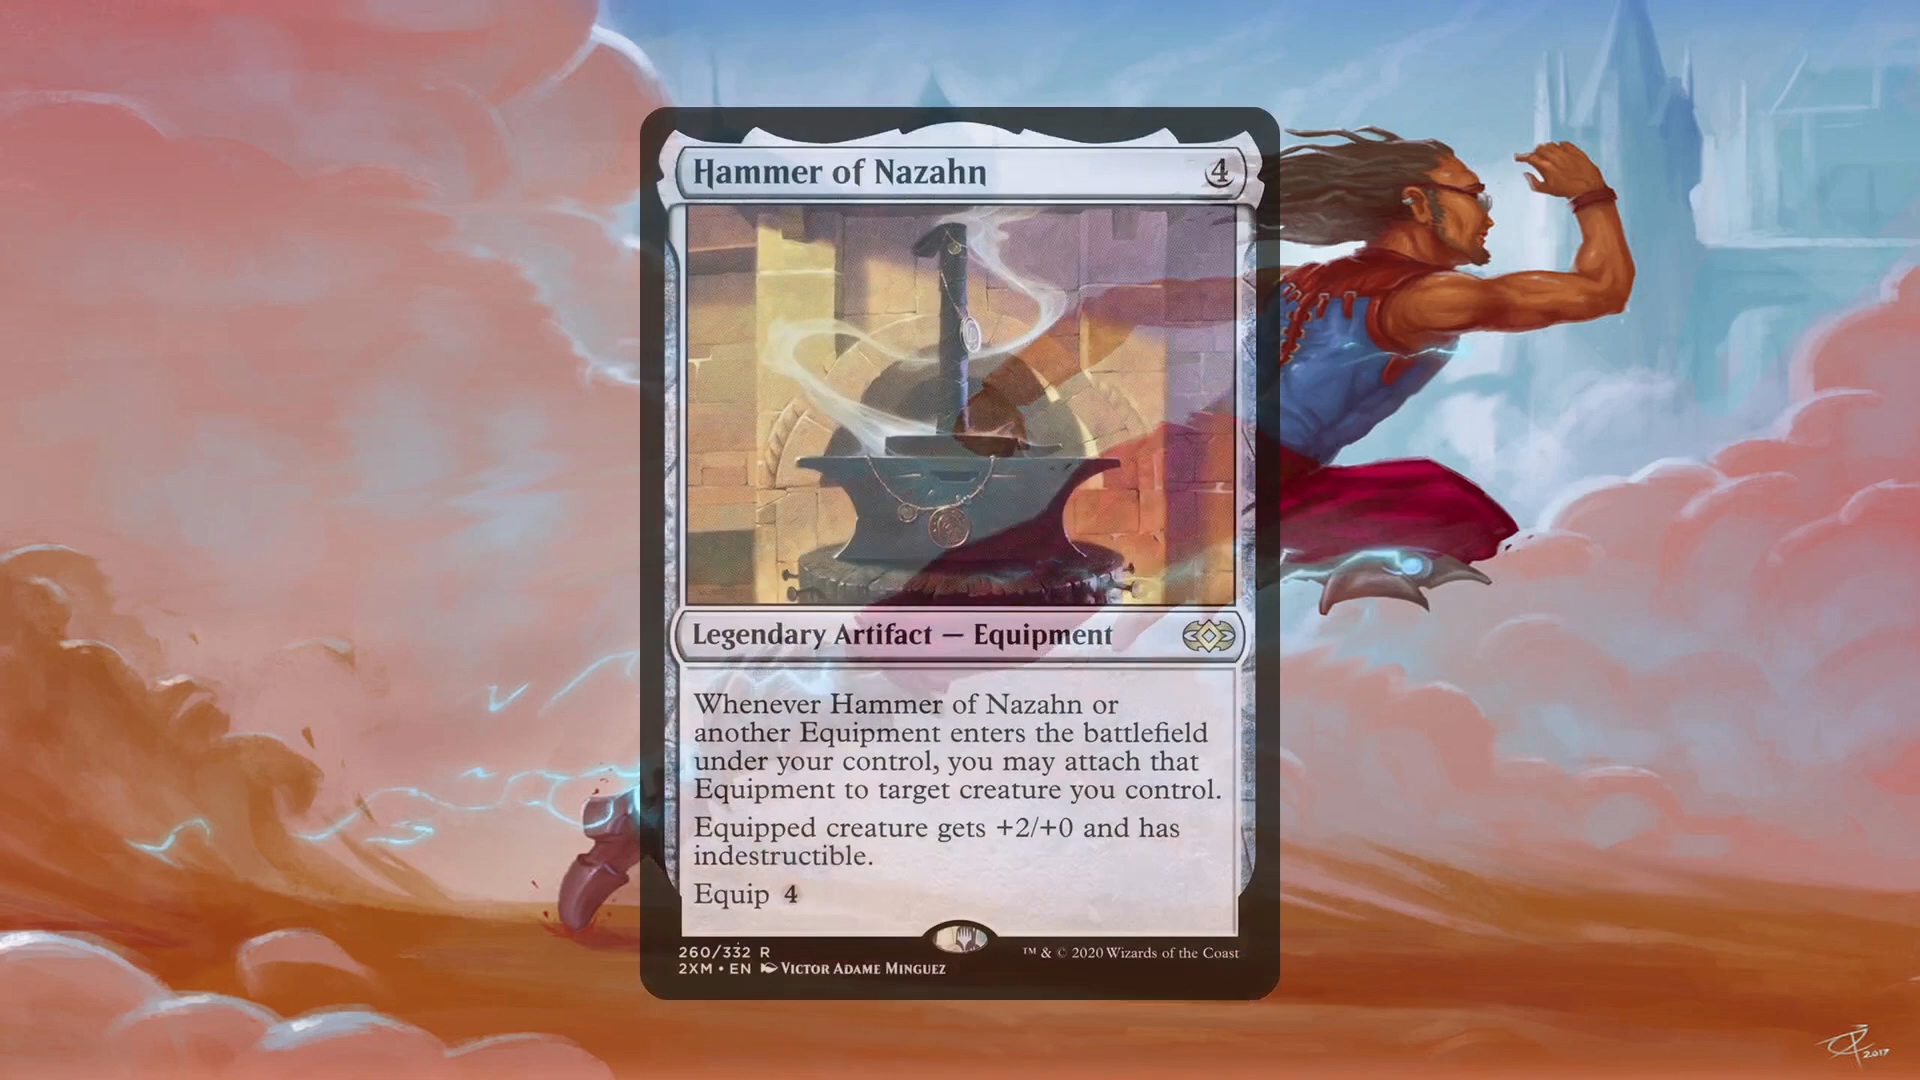 Hammer of Nazahn 4
Legendary Artifact — Equipment
Whenever Hammer of Nazahn or
another Equipment enters the battlefield
under your control, you may attach that
Equipment to target creature you control.
Equipped creature gets +2/+0 and has
indestructible.
Equip 4
260/332 R
2XM • EN VICTOR ADAME MINGUEZ
™ & © 2020 Wizards of the Coast
2017